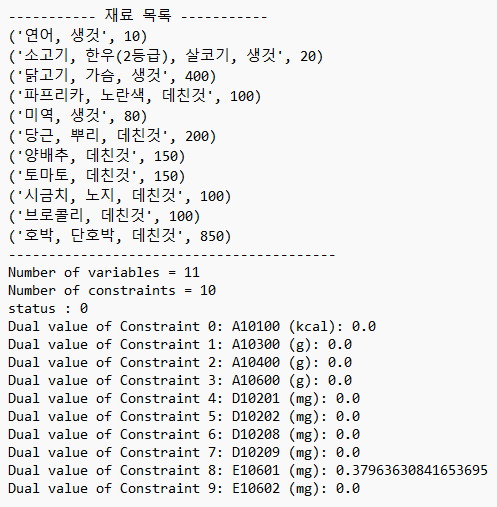 ----------- 재료 목록 -----------
('연어, 생것', 10)
('소고기, 한우(2등급), 살코기, 생것', 20)
('닭고기, 가슴, 생것', 400)
('파프리카, 노란색, 데친것', 100)
('미역, 생것', 80)
('당근, 뿌리, 데친것', 200)
('양배추, 데친것', 150)
('토마토, 데친것', 150)
('시금치, 노지, 데친것', 100)
('브로콜리, 데친것', 100)
('호박, 단호박, 데친것', 850)
-----------------------------------------
Number of variables = 11
Number of constraints = 10
status : 0
Dual value of Constraint 0: A10100 (kcal): 0.0
Dual value of Constraint 1: A10300 (g): 0.0
Dual value of Constraint 2: A10400 (g): 0.0
Dual value of Constraint 3: A10600 (g): 0.0
Dual value of Constraint 4: D10201 (mg): 0.0
Dual value of Constraint 5: D10202 (mg): 0.0
Dual value of Constraint 6: D10208 (mg): 0.0
Dual value of Constraint 7: D10209 (mg): 0.0
Dual value of Constraint 8: E10601 (mg): 0.37963630841653695
Dual value of Constraint 9: E10602 (mg): 0.0